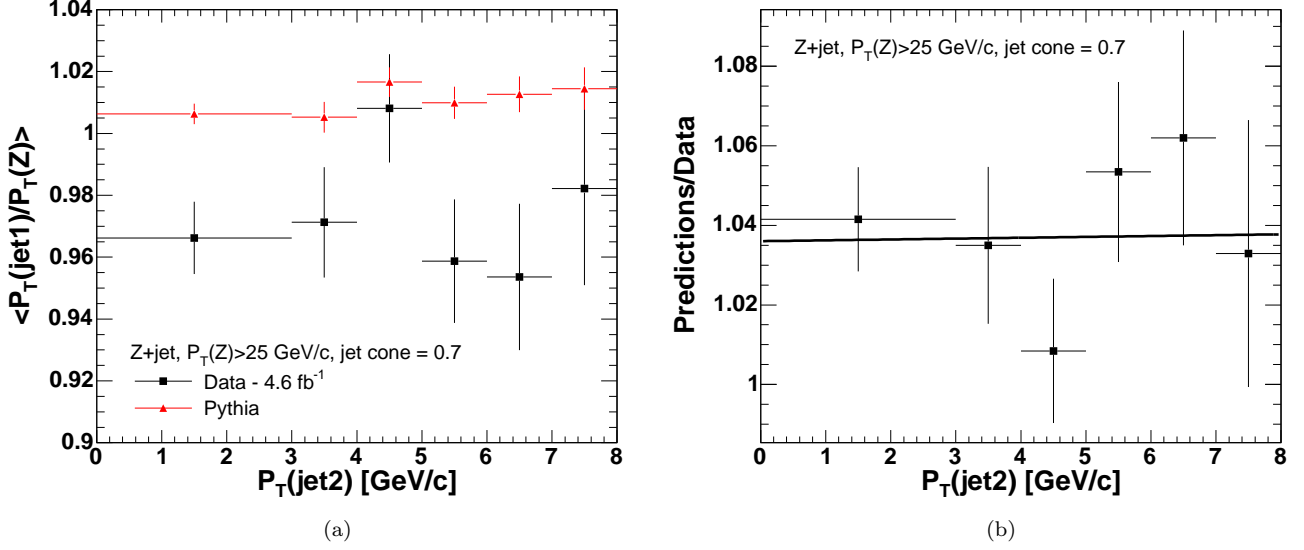 1.04
1.02
1
0.98
0.96
0.94
0.92
0.9
<P_T(jet1)/P_T(Z)>
Z+jet, P_T(Z)>25 GeV/c, jet cone = 0.7
Data - 4.6 fb^-1
Pythia
0 1 2 3 4 5 6 7 8
P_T(jet2) [GeV/c]
(a)
1.08
1.06
1.04
1.02
1
Predictions/Data
Z+jet, P_T(Z)>25 GeV/c, jet cone = 0.7
0 1 2 3 4 5 6 7 8
P_T(jet2) [GeV/c]
(b)